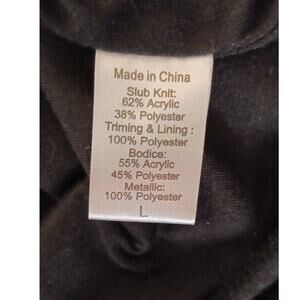 Made in China
Slub Knit:
62% Acrylic
38% Polyester
Triming & Lining :
100% Polyester
Bodice:
55% Acrylic
45% Polyester
Metallic:
100% Polyester
L